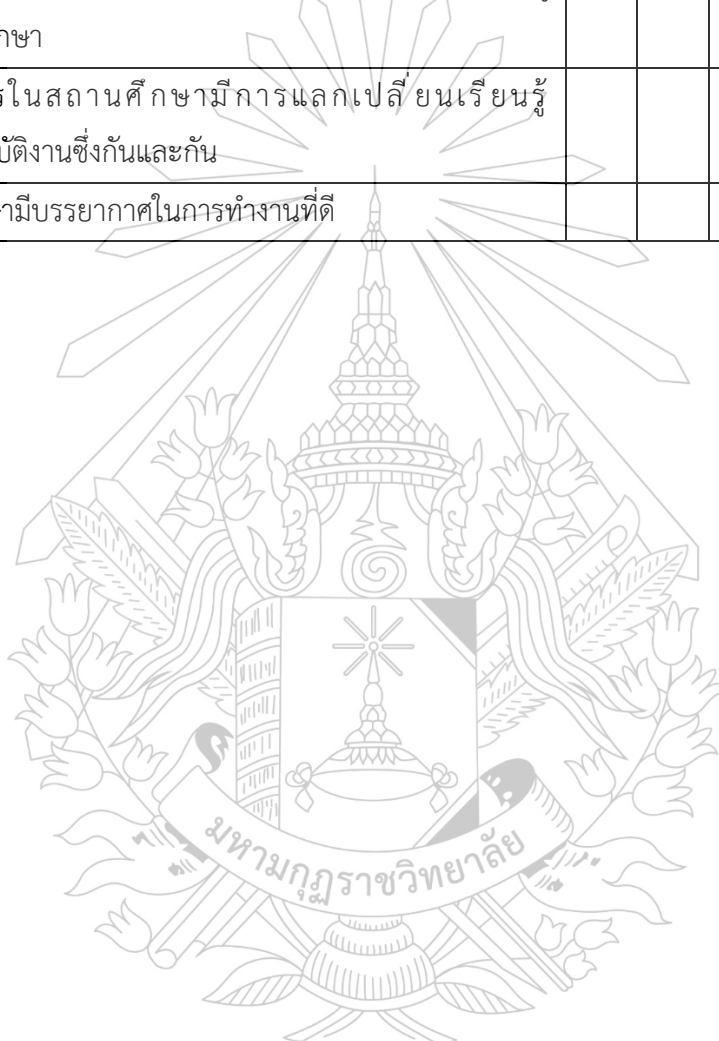 กษา
รในสถานศึกษามีการแลกเปลี่ยนเรียนรู้
บัติงานซึ่งกันและกัน
ามีบรรยากาศในการทำงานที่ดี
มหามกุฏราชวิทยาลัย